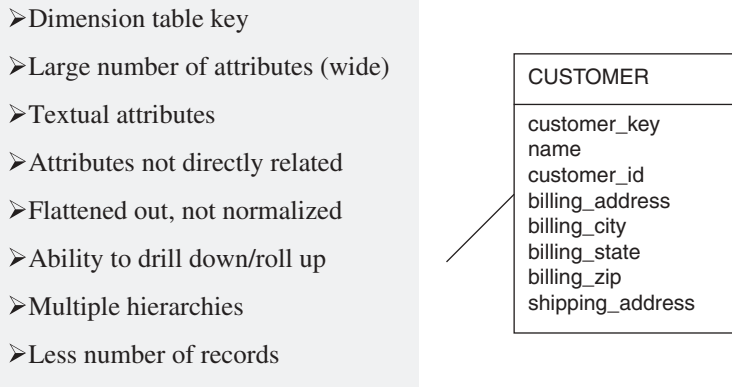 ➢Dimension table key
➢Large number of attributes (wide)
➢Textual attributes
➢Attributes not directly related
➢Flattened out, not normalized
➢Ability to drill down/roll up
➢Multiple hierarchies
➢Less number of records
CUSTOMER
customer_key
name
customer_id
billing_address
billing_city
billing_state
billing_zip
shipping_address